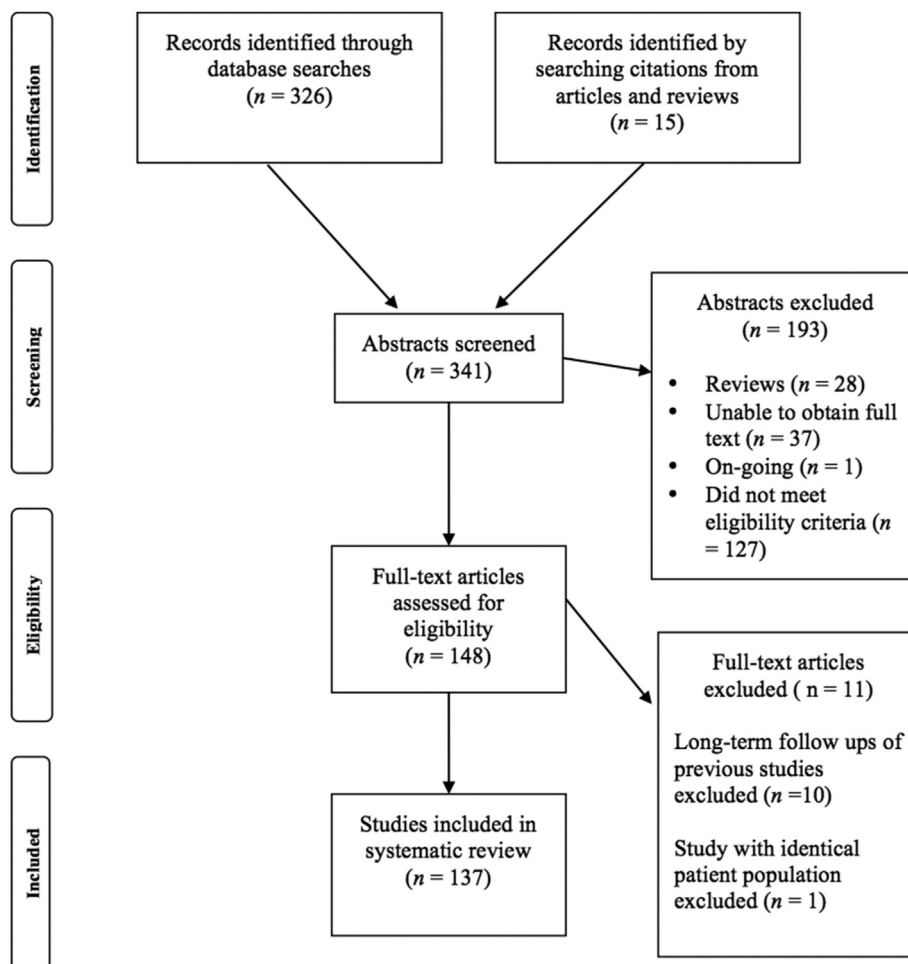 Identification
Records identified through
database searches
(n = 326)
Records identified by
searching citations from
articles and reviews
(n = 15)
Screening
Abstracts screened
(n = 341)
Abstracts excluded
(n = 193)
• Reviews (n = 28)
• Unable to obtain full
text (n = 37)
• On-going (n = 1)
• Did not meet
eligibility criteria (n
= 127)
Eligibility
Full-text articles
assessed for
eligibility
(n = 148)
Full-text articles
excluded ( n = 11)
Long-term follow ups of
previous studies
excluded (n =10)
Study with identical
patient population
excluded (n = 1)
Included
Studies included in
systematic review
(n = 137)